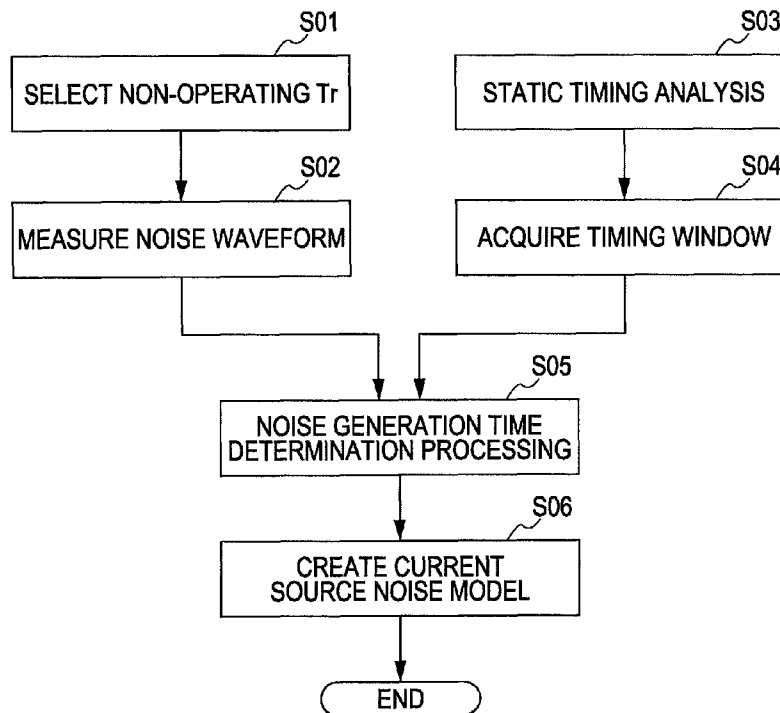 S01
SELECT NON-OPERATING Tr
S02
MEASURE NOISE WAVEFORM
S03
STATIC TIMING ANALYSIS
S04
ACQUIRE TIMING WINDOW
S05
NOISE GENERATION TIME
DETERMINATION PROCESSING
S06
CREATE CURRENT
SOURCE NOISE MODEL
END